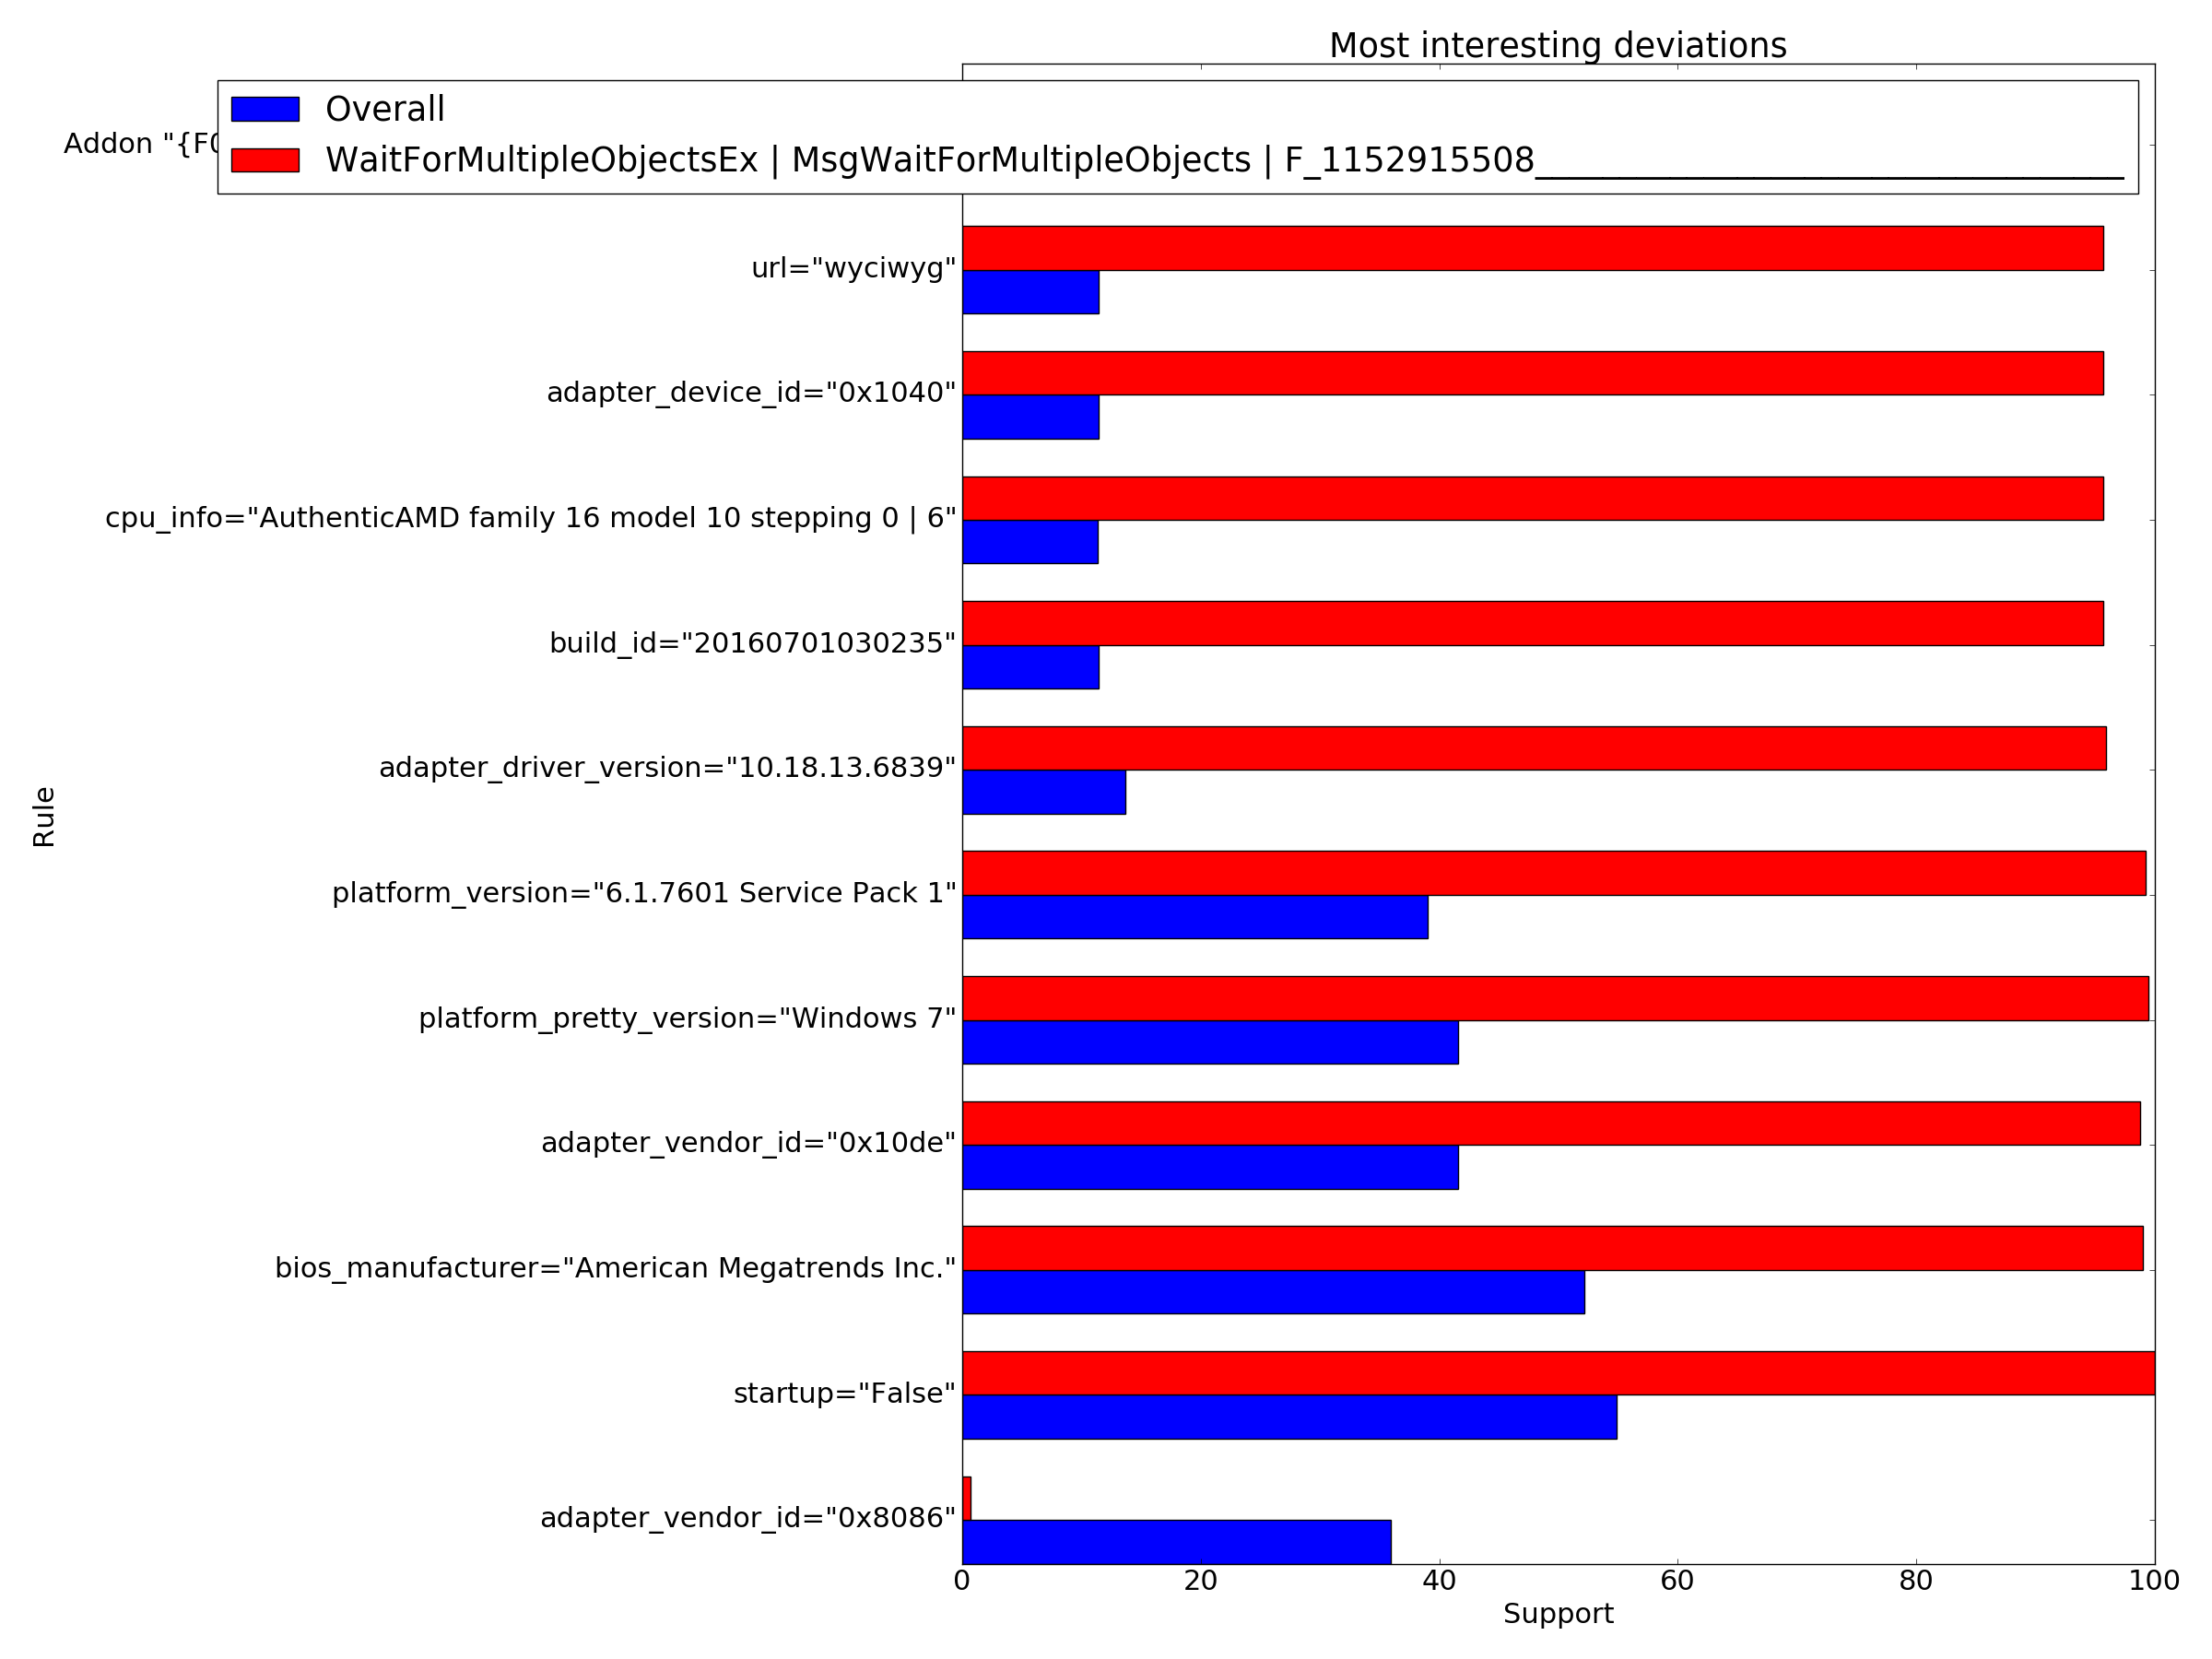 Most interesting deviations
Overall
WaitForMultipleObjectsEx | MsgWaitForMultipleObjects | F_1152915508___________________________________
Addon "{F
url="wyciwyg"
adapter_device_id="0x1040"
cpu_info="AuthenticAMD family 16 model 10 stepping 0 | 6"
build_id="20160701030235"
adapter_driver_version="10.18.13.6839"
platform_version="6.1.7601 Service Pack 1"
platform_pretty_version="Windows 7"
adapter_vendor_id="0x10de"
bios_manufacturer="American Megatrends Inc."
startup="False"
adapter_vendor_id="0x8086"
Rule
0 20 40 60 80 100
Support